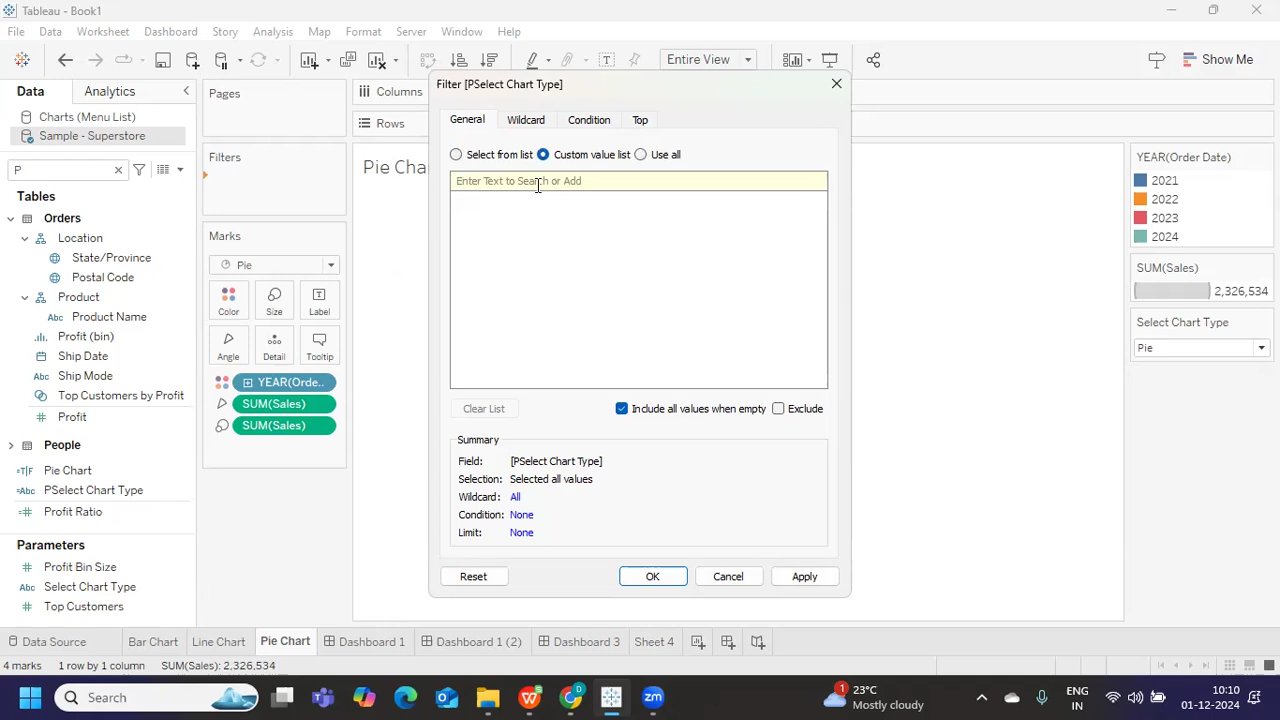 Tableau - Book1
File Data Worksheet Dashboard Story Analysis Map Format Server Window Help
Entire View
Show Me
Data Analytics
Charts (Menu List)
Sample - Superstore
P
Tables
Orders
Location
State/Province
Postal Code
Product
Abc Product Name
Profit (bin)
Ship Date
Abc Ship Mode
Top Customers by Profit
Profit
People
=T|F Pie Chart
=Abc PSelect Chart Type
Profit Ratio
Parameters
Profit Bin Size
Abc Select Chart Type
Top Customers
Pages
Filters
Marks
Pie
Color Size Label
Angle Detail Tooltip
YEAR(Orde..
SUM(Sales)
SUM(Sales)
Columns
Rows
Pie Cha
Filter [PSelect Chart Type]
General Wildcard Condition Top
Select from list Custom value list Use all
Enter Text to Search or Add
Clear List Include all values when empty Exclude
Summary
Field: [PSelect Chart Type]
Selection: Selected all values
Wildcard: All
Condition: None
Limit: None
Reset OK Cancel Apply
YEAR(Order Date)
2021
2022
2023
2024
SUM(Sales)
2,326,534
Select Chart Type
Pie
Data Source Bar Chart Line Chart Pie Chart Dashboard 1 Dashboard 1 (2) Dashboard 3 Sheet 4
4 marks 1 row by 1 column SUM(Sales): 2,326,534
Search
zm
1
23°C
Mostly cloudy
ENG
IN
10:10
01-12-2024